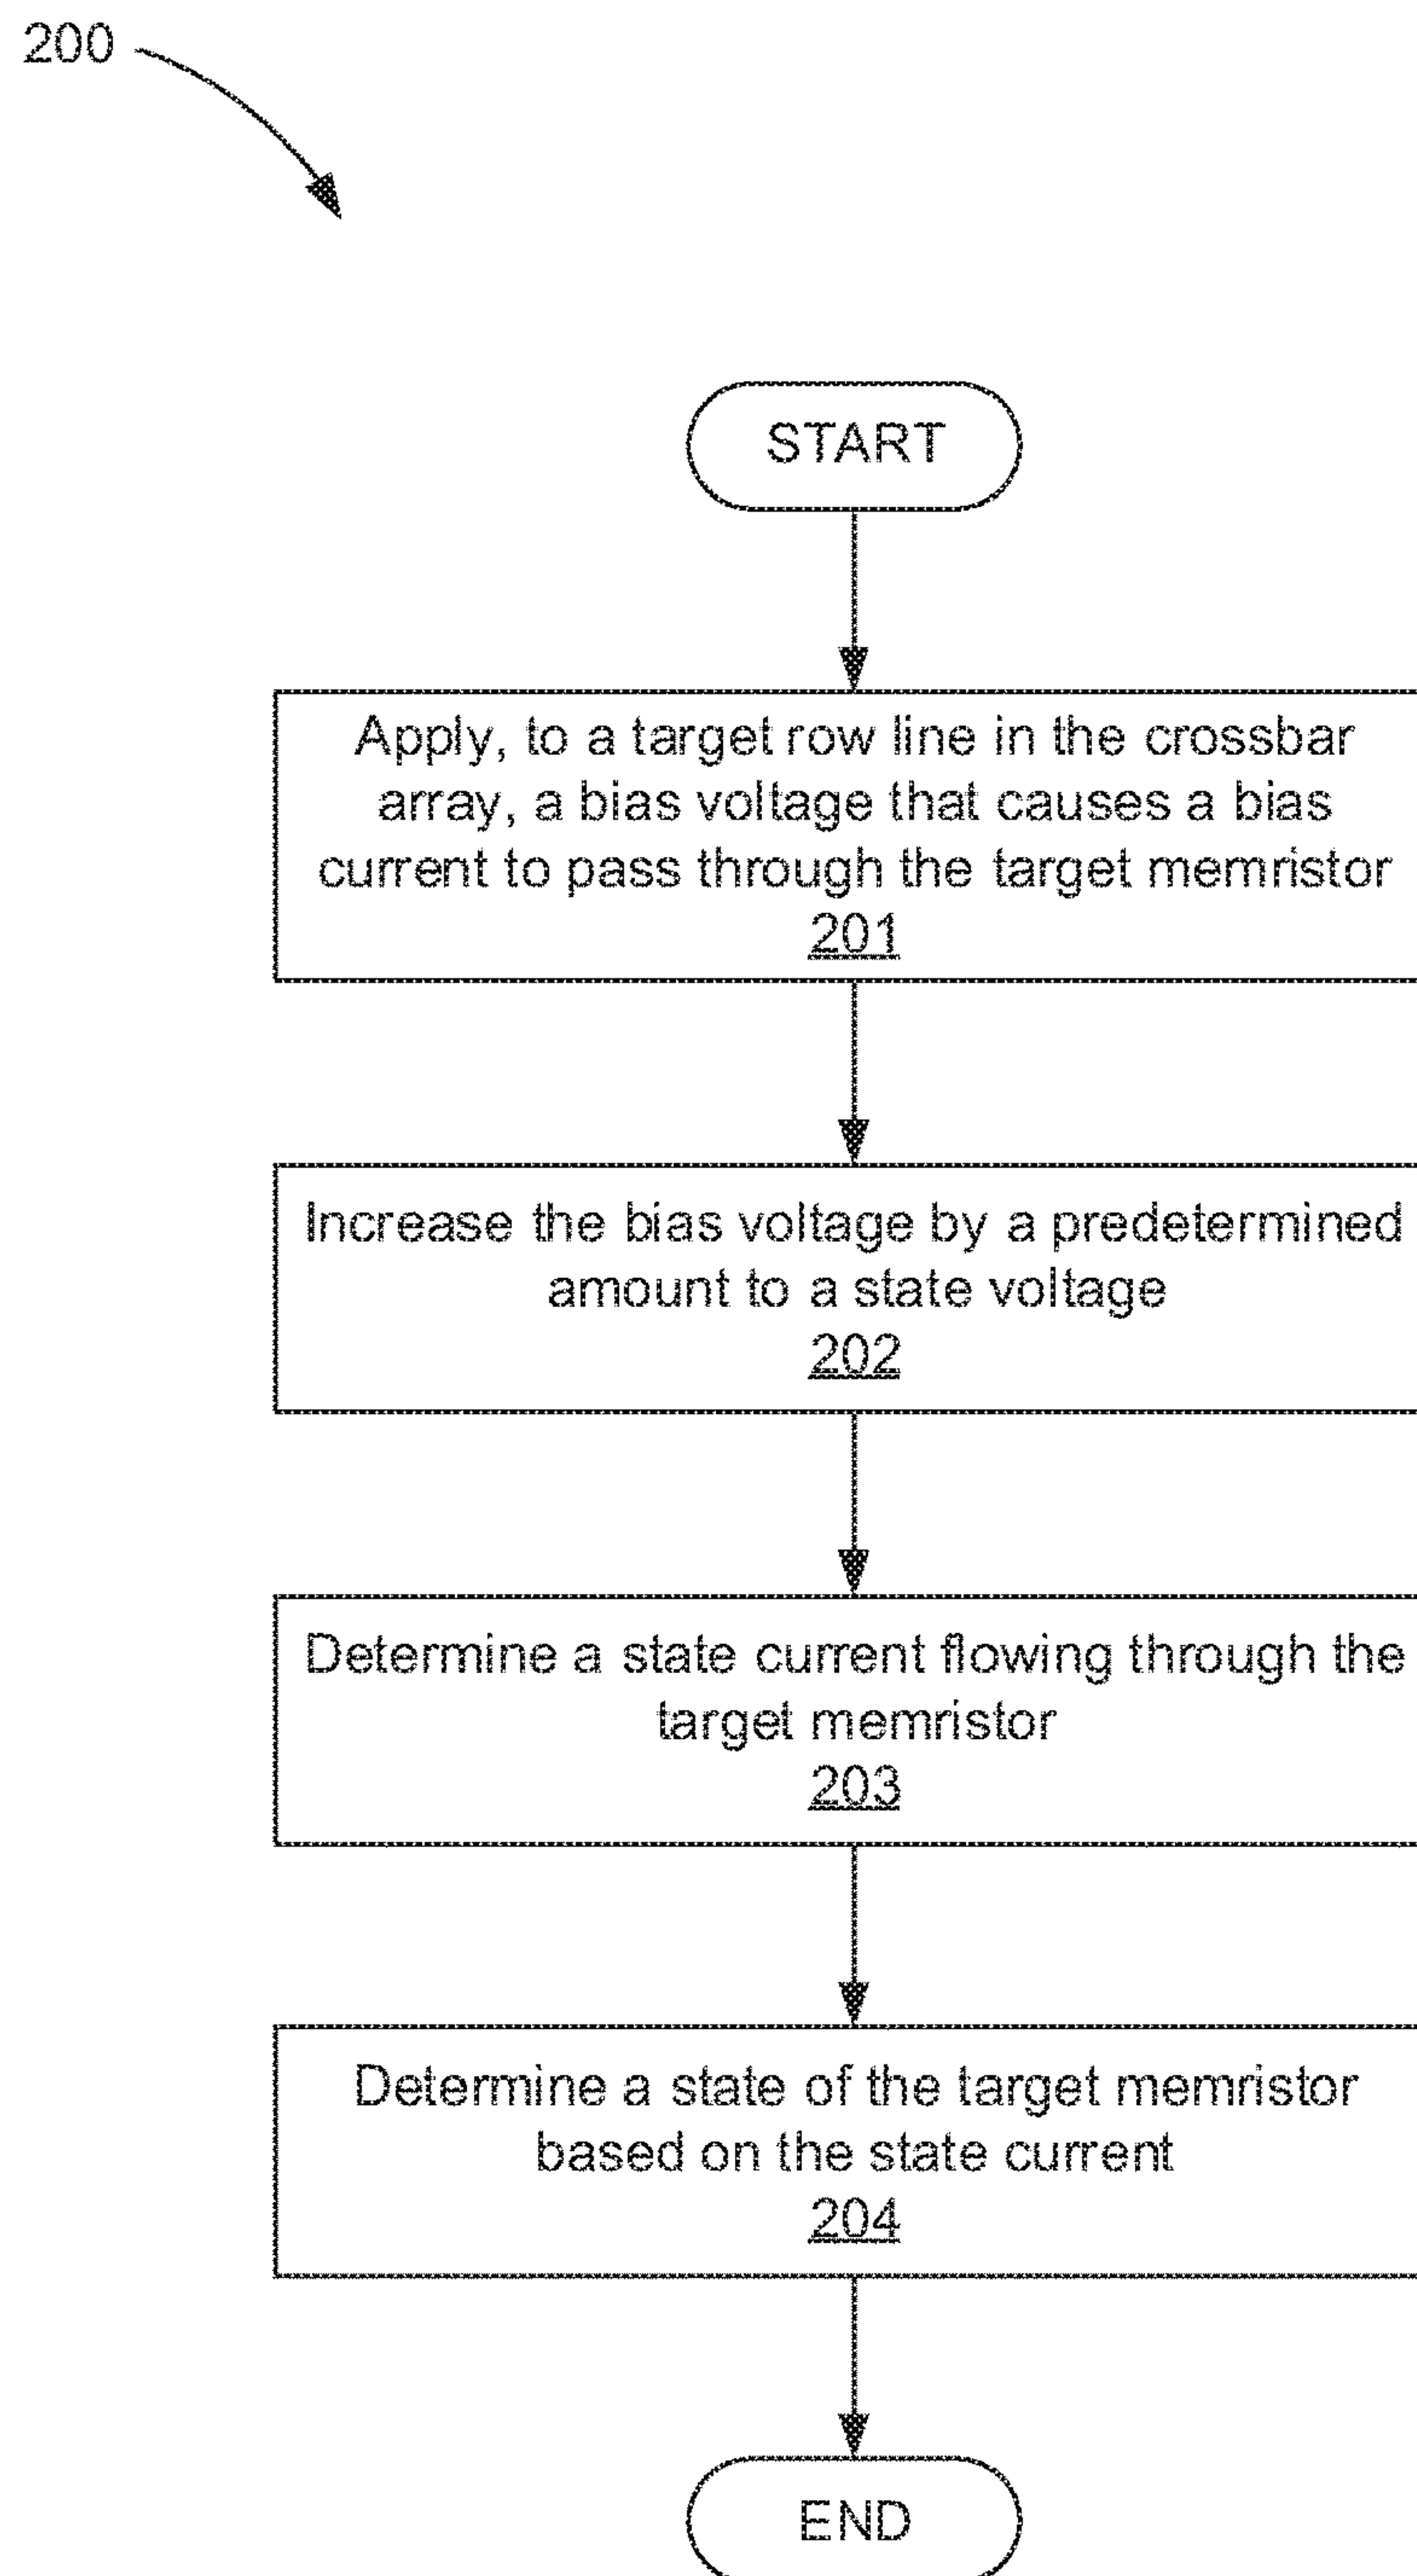 200
START
Apply, to a target row line in the crossbar
array, a bias voltage that causes a bias
current to pass through the target memristor
201
Increase the bias voltage by a predetermined
amount to a state voltage
202
Determine a state current flowing through the
target memristor
203
Determine a state of the target memristor
based on the state current
204
END